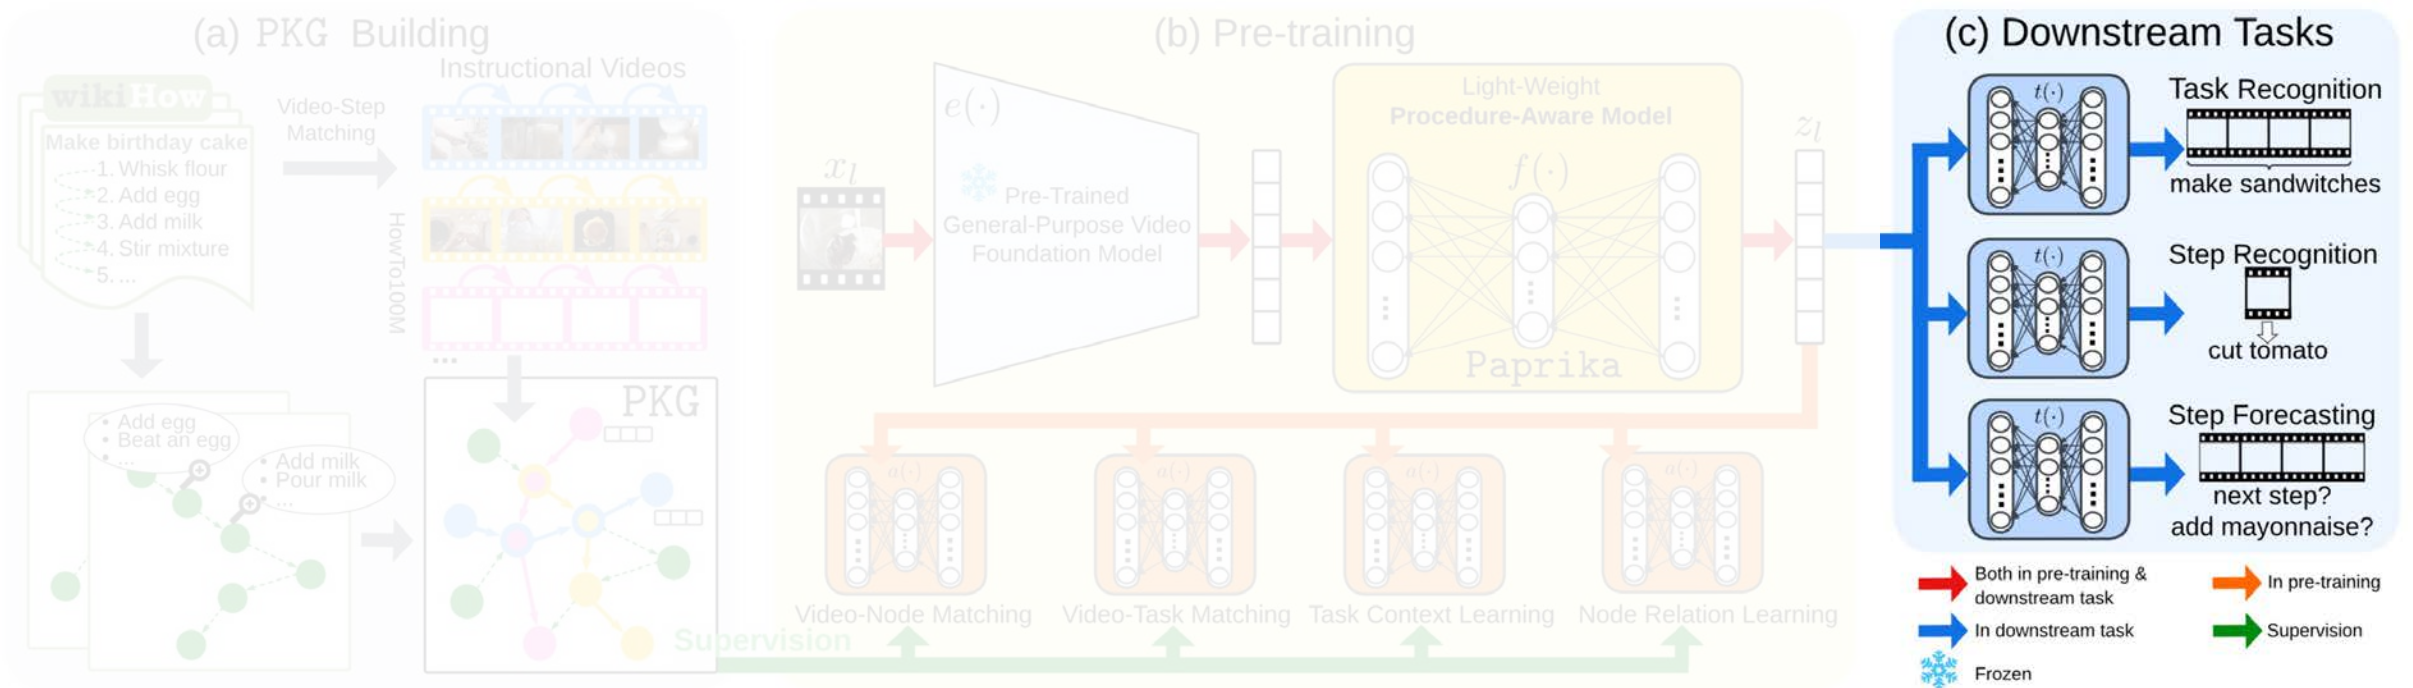 (a) PKG Building
wikiHow
Make birthday cake
1. Whisk flour
2. Add egg
3. Add milk
4. Stir mixture
5. ...
Video-Step
Matching
Instructional Videos
HowTo100M
...
Add egg
Beat an egg
...
Add milk
Pour milk
...
PKG
(b) Pre-training
x_l
e(·)
Pre-Trained
General-Purpose Video
Foundation Model
Light-Weight
Procedure-Aware Model
f(·)
Paprika
z_l
a(·)
a(·)
a(·)
a(·)
Video-Node Matching
Video-Task Matching
Task Context Learning
Node Relation Learning
Supervision
(c) Downstream Tasks
t(·)
Task Recognition
make sandwitches
t(·)
Step Recognition
cut tomato
t(·)
Step Forecasting
next step?
add mayonnaise?
Both in pre-training &
downstream task
In pre-training
In downstream task
Supervision
Frozen